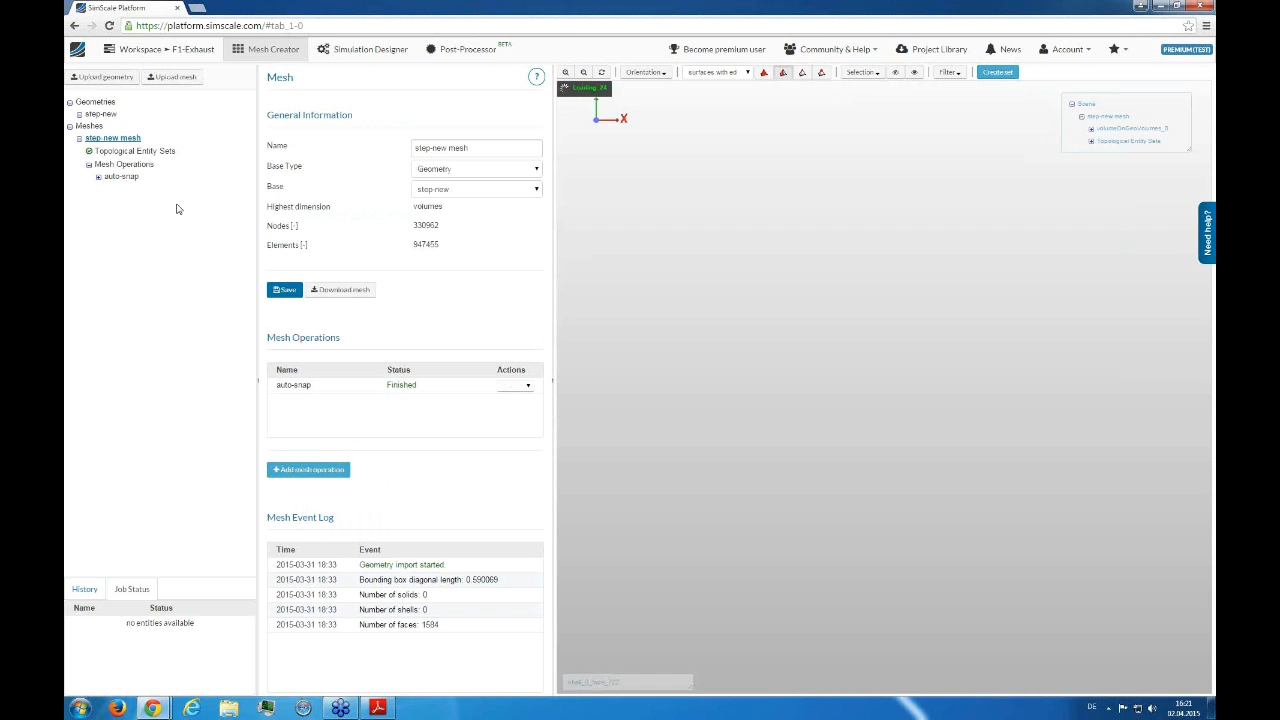 SimScale Platform
https://platform.simscale.com/#tab_1-0
Workspace ► F1-Exhaust
Mesh Creator
Simulation Designer
Post-Processor BETA
Become premium user
Community & Help
Project Library
News
Account
PREMIUM (TEST)
Upload geometry
Upload mesh
Mesh
?
Orientation
surfaces with ed
Selection
Filter
Create set
Loading: 24
X
Geometries
step-new
Meshes
step-new mesh
Topological Entity Sets
Mesh Operations
auto-snap
General Information
Name
step-new mesh
Base Type
Geometry
Base
step-new
Highest dimension
volumes
Nodes [-]
330962
Elements [-]
947455
Save
Download mesh
Mesh Operations
Name Status Actions
auto-snap Finished
Add mesh operation
Mesh Event Log
Time Event
2015-03-31 18:33 Geometry import started.
2015-03-31 18:33 Bounding box diagonal length: 0.590069
2015-03-31 18:33 Number of solids: 0
2015-03-31 18:33 Number of shells: 0
2015-03-31 18:33 Number of faces: 1584
Scene
step-new mesh
volumeOnGeoVolumes_0
Topological Entity Sets
Need help?
History
Job Status
Name Status
no entities available
DE
16:21
02.04.2015